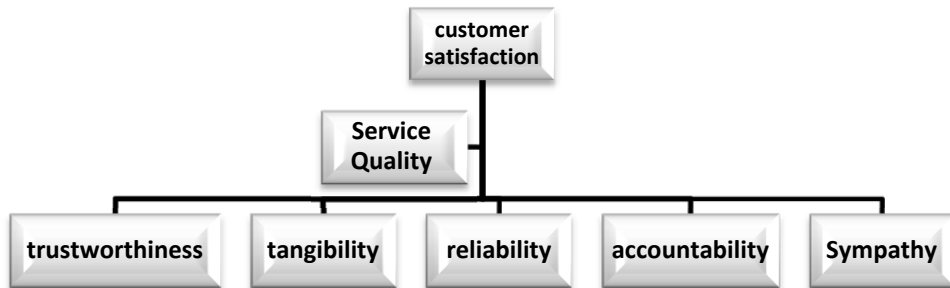 customer
satisfaction
Service
Quality
trustworthiness
tangibility
reliability
accountability
Sympathy